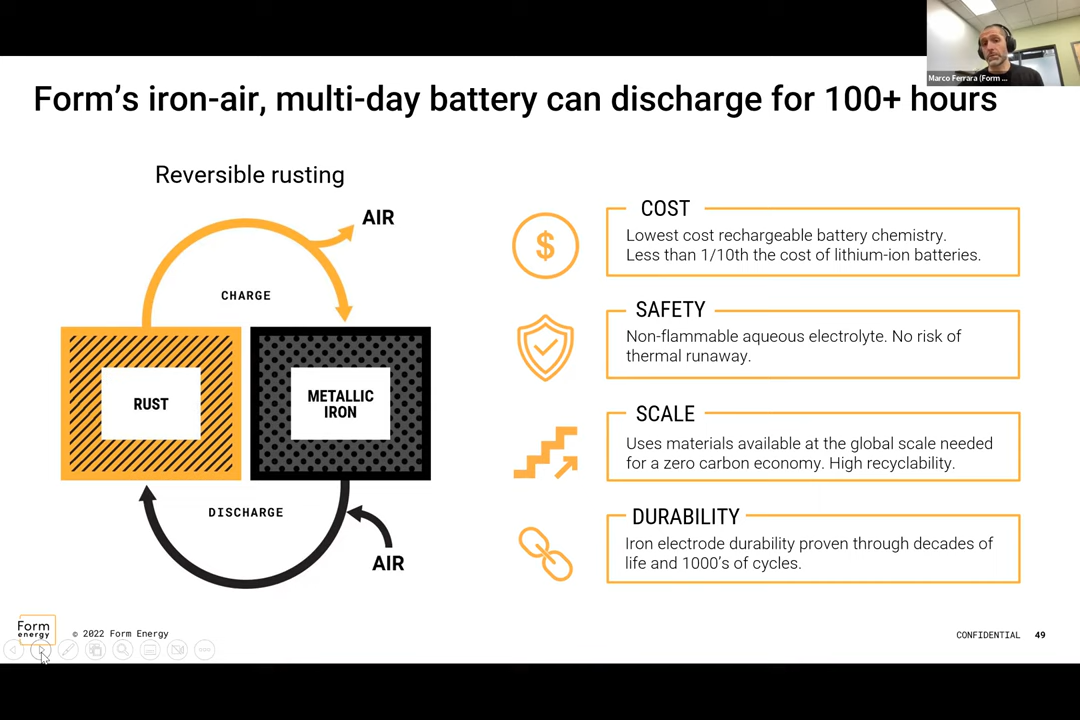 Marco Ferrara (Form ...
Form's iron-air, multi-day battery can discharge for 100+ hours
Reversible rusting
AIR
CHARGE
RUST
METALLIC
IRON
DISCHARGE
AIR
$
COST
Lowest cost rechargeable battery chemistry.
Less than 1/10th the cost of lithium-ion batteries.
SAFETY
Non-flammable aqueous electrolyte. No risk of
thermal runaway.
SCALE
Uses materials available at the global scale needed
for a zero carbon economy. High recyclability.
DURABILITY
Iron electrode durability proven through decades of
life and 1000's of cycles.
Form
energy
© 2022 Form Energy
CONFIDENTIAL 49